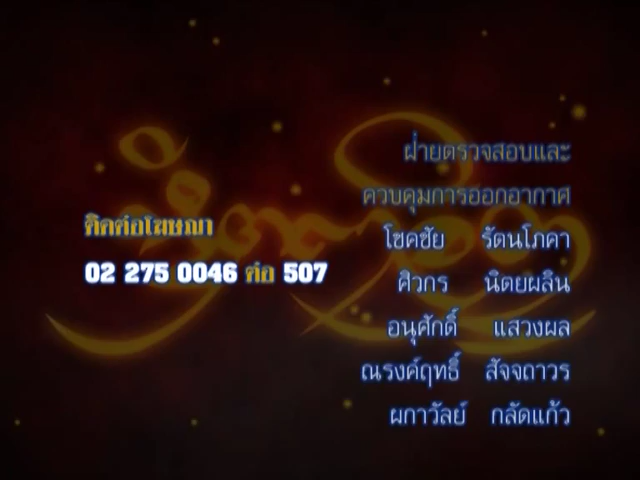 ติดต่อโฆษณา
02 275 0046 ต่อ 507
ฝ่ายตรวจสอบและ
ควบคุมการออกอากาศ
โชคชัย รัตนโภคา
ศิวกร นิตยผลิน
อนุศักดิ์ แสวงผล
ณรงค์ฤทธิ์ สัจจถาวร
ผกาวัลย์ กลัดแก้ว